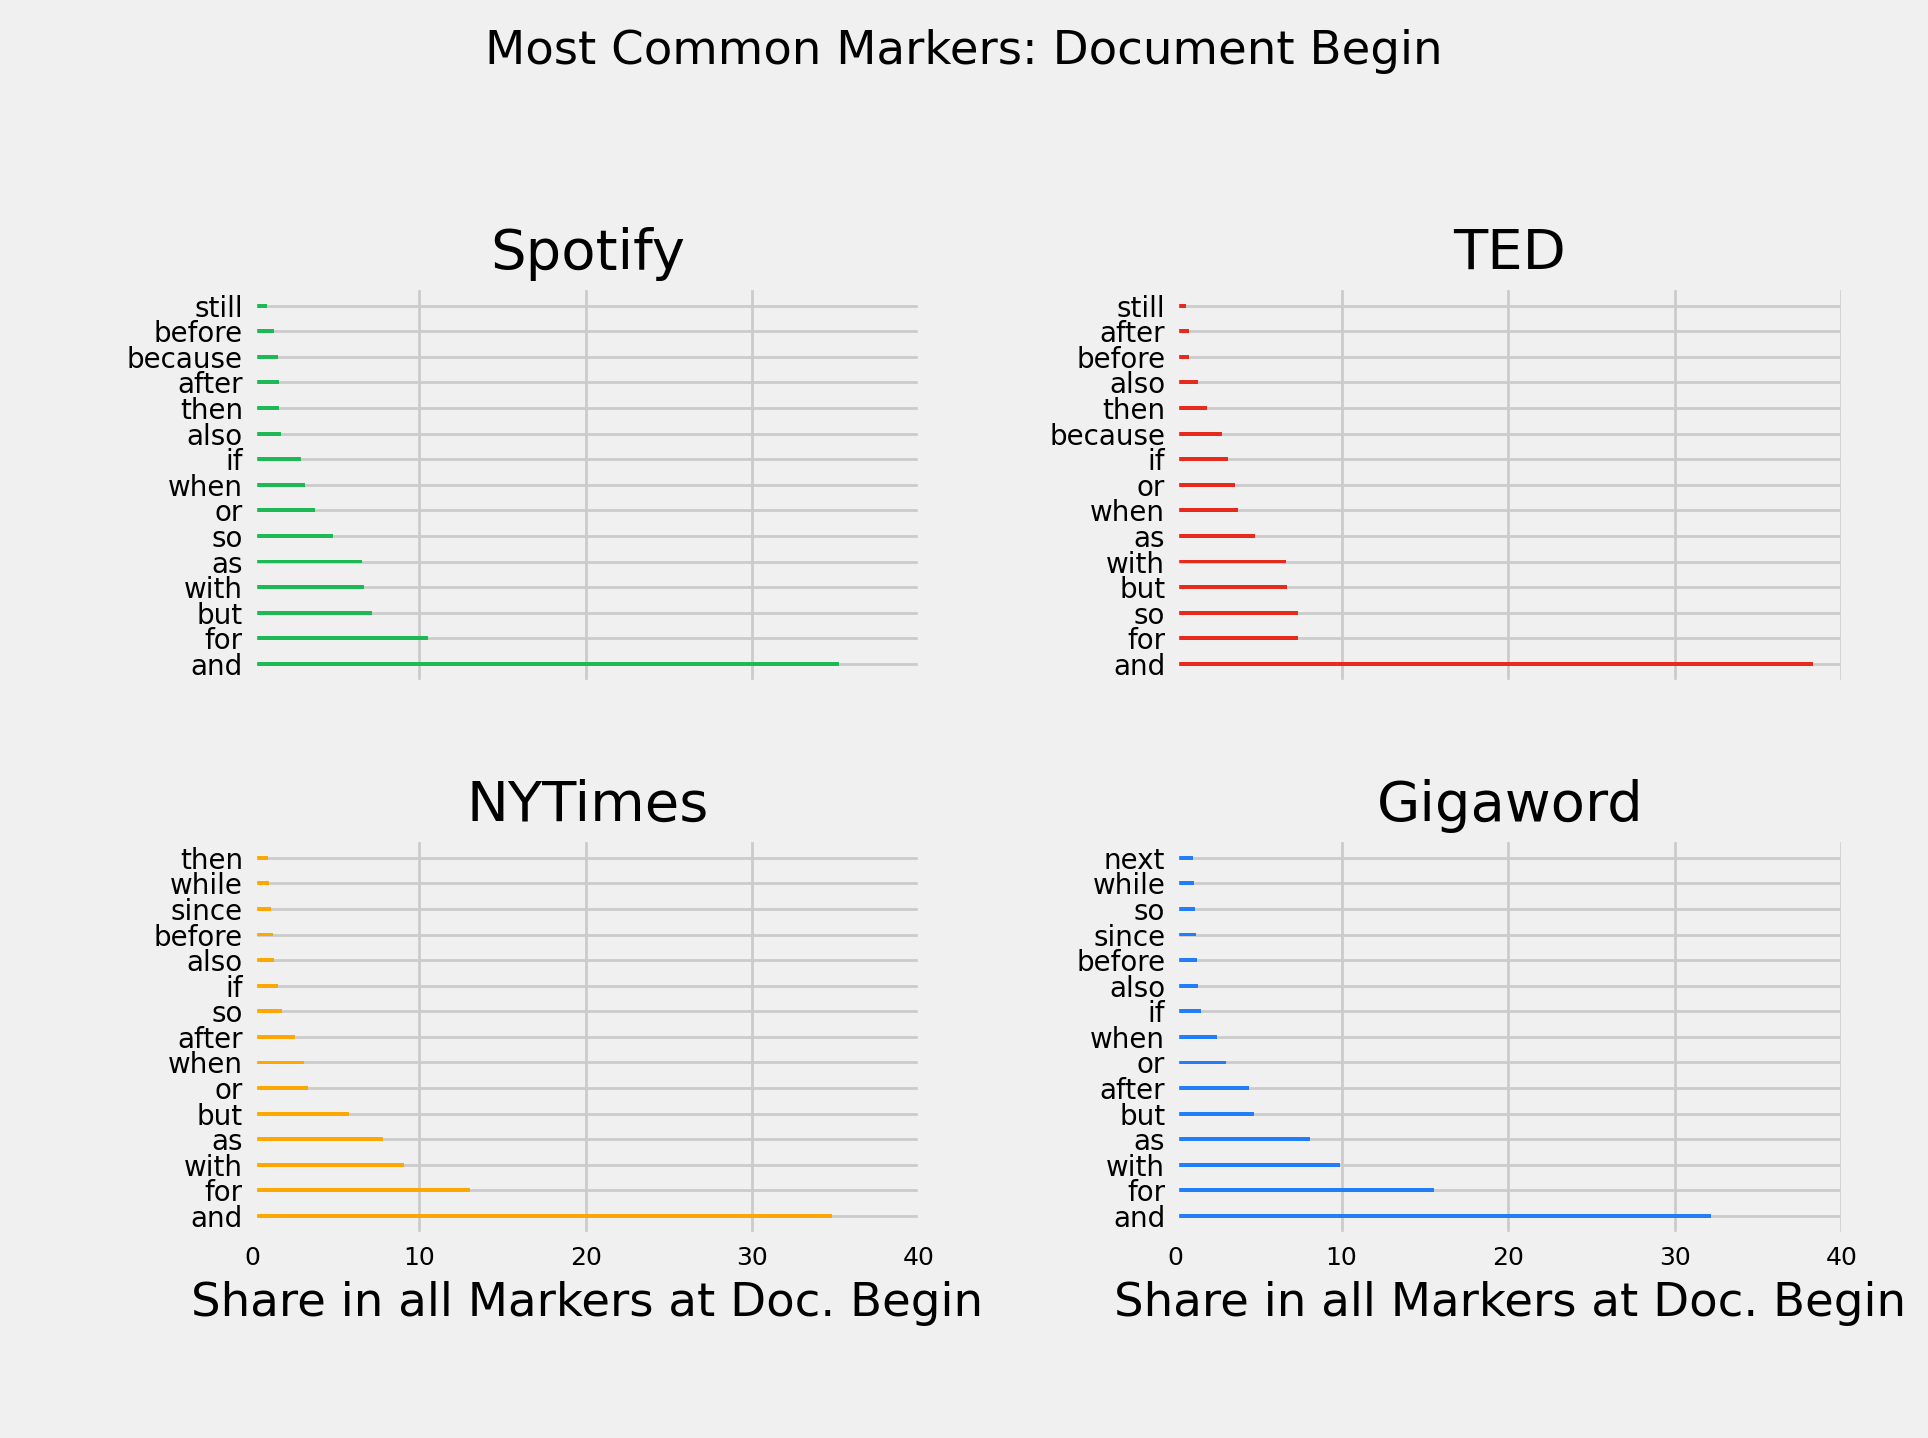 Most Common Markers: Document Begin
Spotify
still
before
because
after
then
also
if
when
or
so
as
with
but
for
and
TED
still
after
before
also
then
because
if
or
when
as
with
but
so
for
and
NYTimes
then
while
since
before
also
if
so
after
when
or
but
as
with
for
and
0 10 20 30 40
Share in all Markers at Doc. Begin
Gigaword
next
while
so
since
before
also
if
when
or
after
but
as
with
for
and
0 10 20 30 40
Share in all Markers at Doc. Begin